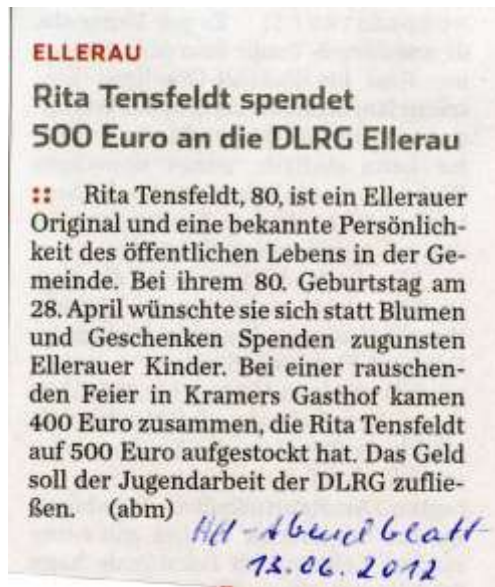 ELLERAU
Rita Tensfeldt spendet
500 Euro an die DLRG Ellerau
:: Rita Tensfeldt, 80, ist ein Ellerauer
Original und eine bekannte Persönlich-
keit des öffentlichen Lebens in der Ge-
meinde. Bei ihrem 80. Geburtstag am
28. April wünschte sie sich statt Blumen
und Geschenken Spenden zugunsten
Ellerauer Kinder. Bei einer rauschen-
den Feier in Kramers Gasthof kamen
400 Euro zusammen, die Rita Tensfeldt
auf 500 Euro aufgestockt hat. Das Geld
soll der Jugendarbeit der DLRG zuflie-
ßen. (abm)
HH-Abendblatt
13.06.2012